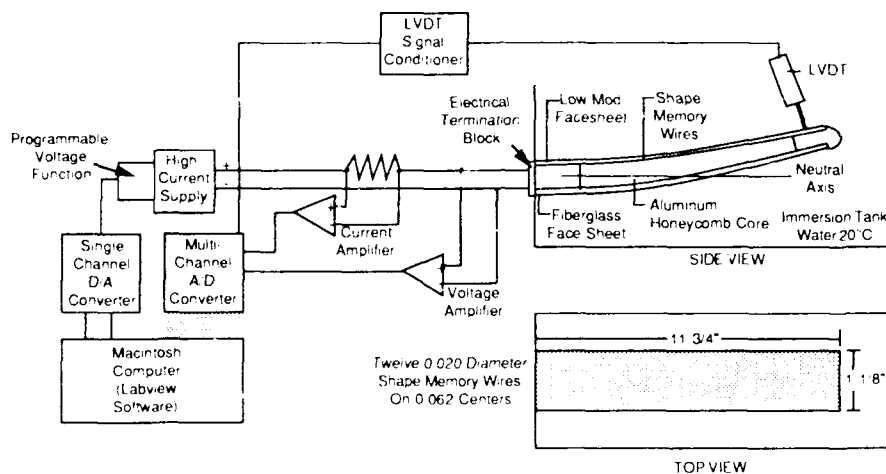 LVDT
Signal
Conditioner
LVDT
Electrical
Termination
Block
Low Mod
Facesheet
Shape
Memory
Wires
Programmable
Voltage
Function
High
Current
Supply
+
-
Current
Amplifier
Fiberglass
Face Sheet
Aluminum
Honeycomb Core
Neutral
Axis
Immersion Tank
Water 20°C
SIDE VIEW
Single
Channel
D/A
Converter
Multi-
Channel
A/D
Converter
Voltage
Amplifier
Macintosh
Computer
(Labview
Software)
Twelve 0.020 Diameter
Shape Memory Wires
On 0.062 Centers
11 3/4"
1 1/8"
TOP VIEW